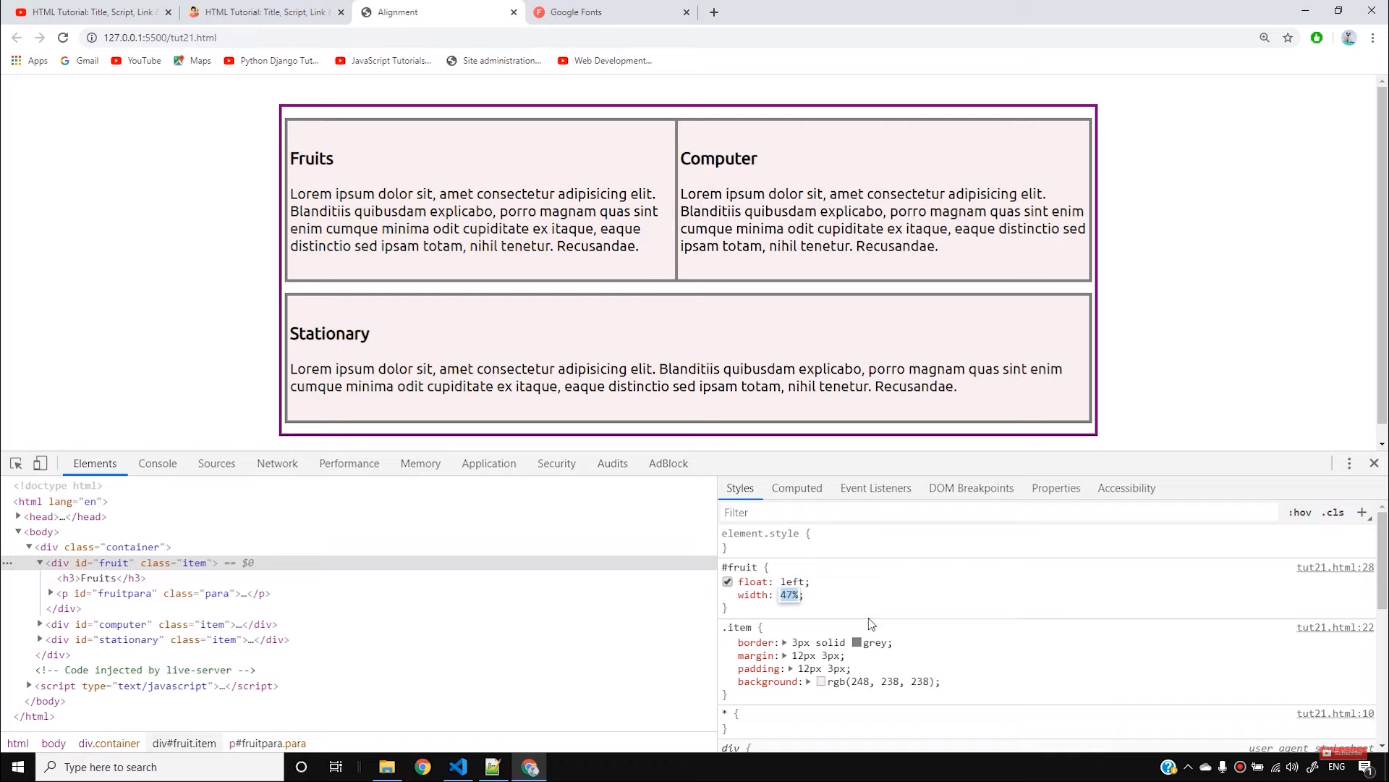 HTML Tutorial: Title, Script, Link &
HTML Tutorial: Title, Script, Link &
Alignment
Google Fonts
127.0.0.1:5500/tut21.html
Apps
Gmail
YouTube
Maps
Python Django Tut...
JavaScript Tutorials...
Site administration...
Web Development...
Fruits
Lorem ipsum dolor sit, amet consectetur adipisicing elit.
Blanditiis quibusdam explicabo, porro magnam quas sint
enim cumque minima odit cupiditate ex itaque, eaque
distinctio sed ipsam totam, nihil tenetur. Recusandae.
Computer
Lorem ipsum dolor sit, amet consectetur adipisicing elit.
Blanditiis quibusdam explicabo, porro magnam quas sint enim
cumque minima odit cupiditate ex itaque, eaque distinctio sed
ipsam totam, nihil tenetur. Recusandae.
Stationary
Lorem ipsum dolor sit, amet consectetur adipisicing elit. Blanditiis quibusdam explicabo, porro magnam quas sint enim
cumque minima odit cupiditate ex itaque, eaque distinctio sed ipsam totam, nihil tenetur. Recusandae.
Elements Console Sources Network Performance Memory Application Security Audits AdBlock
<!doctype html>
<html lang="en">
<head>…</head>
<body>
<div class="container">
<div id="fruit" class="item"> == $0
<h3>Fruits</h3>
<p id="fruitpara" class="para">…</p>
</div>
<div id="computer" class="item">…</div>
<div id="stationary" class="item">…</div>
</div>
<!-- Code injected by live-server -->
<script type="text/javascript">…</script>
</body>
</html>
html body div.container div#fruit.item p#fruitpara.para
Styles Computed Event Listeners DOM Breakpoints Properties Accessibility
Filter :hov .cls +
element.style {
}
#fruit { tut21.html:28
float: left;
width: 47%;
}
.item { tut21.html:22
border: 3px solid grey;
margin: 12px 3px;
padding: 12px 3px;
background: rgb(248, 238, 238);
}
* { tut21.html:10
}
div { user agent stylesheet
Type here to search
ENG